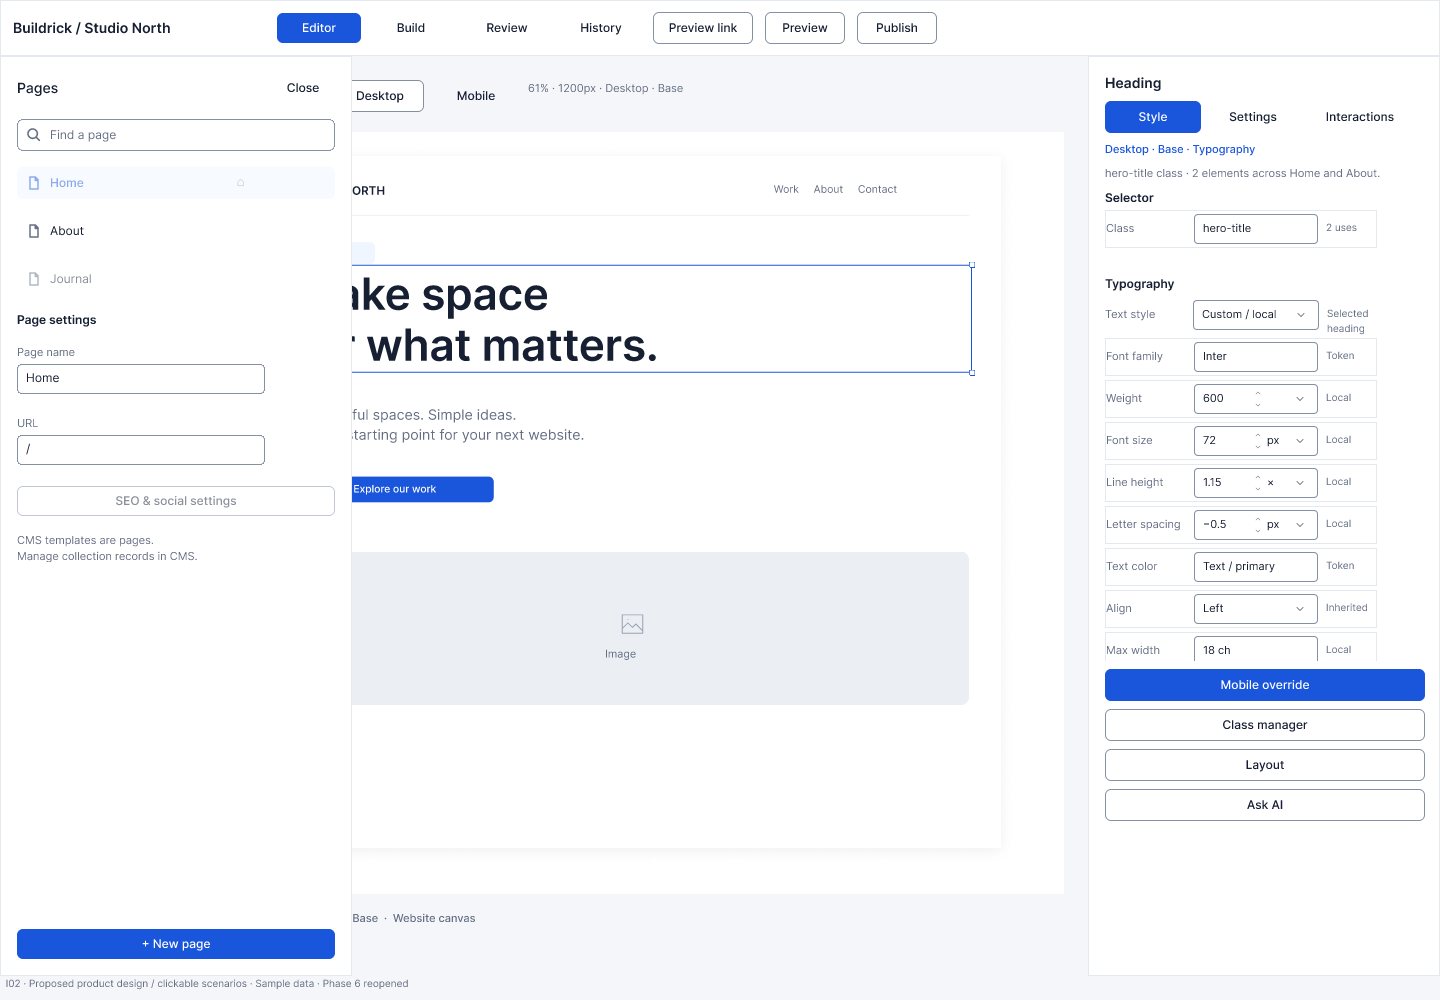 Buildrick / Studio North
Editor
Build
Review
History
Preview link
Preview
Publish
Pages
Close
Find a page
Home
About
Journal
Page settings
Page name
Home
URL
/
SEO & social settings
CMS templates are pages.
Manage collection records in CMS.
+ New page
Desktop
Mobile
61% · 1200px · Desktop · Base
ORTH
Work
About
Contact
ake space
r what matters.
ful spaces. Simple ideas.
starting point for your next website.
Explore our work
Image
Base · Website canvas
Heading
Style
Settings
Interactions
Desktop · Base · Typography
hero-title class · 2 elements across Home and About.
Selector
Class
hero-title
2 uses
Typography
Text style
Custom / local
Selected
heading
Font family
Inter
Token
Weight
600
Local
Font size
72
px
Local
Line height
1.15
×
Local
Letter spacing
−0.5
px
Local
Text color
Text / primary
Token
Align
Left
Inherited
Max width
18 ch
Local
Mobile override
Class manager
Layout
Ask AI
I02 · Proposed product design / clickable scenarios · Sample data · Phase 6 reopened